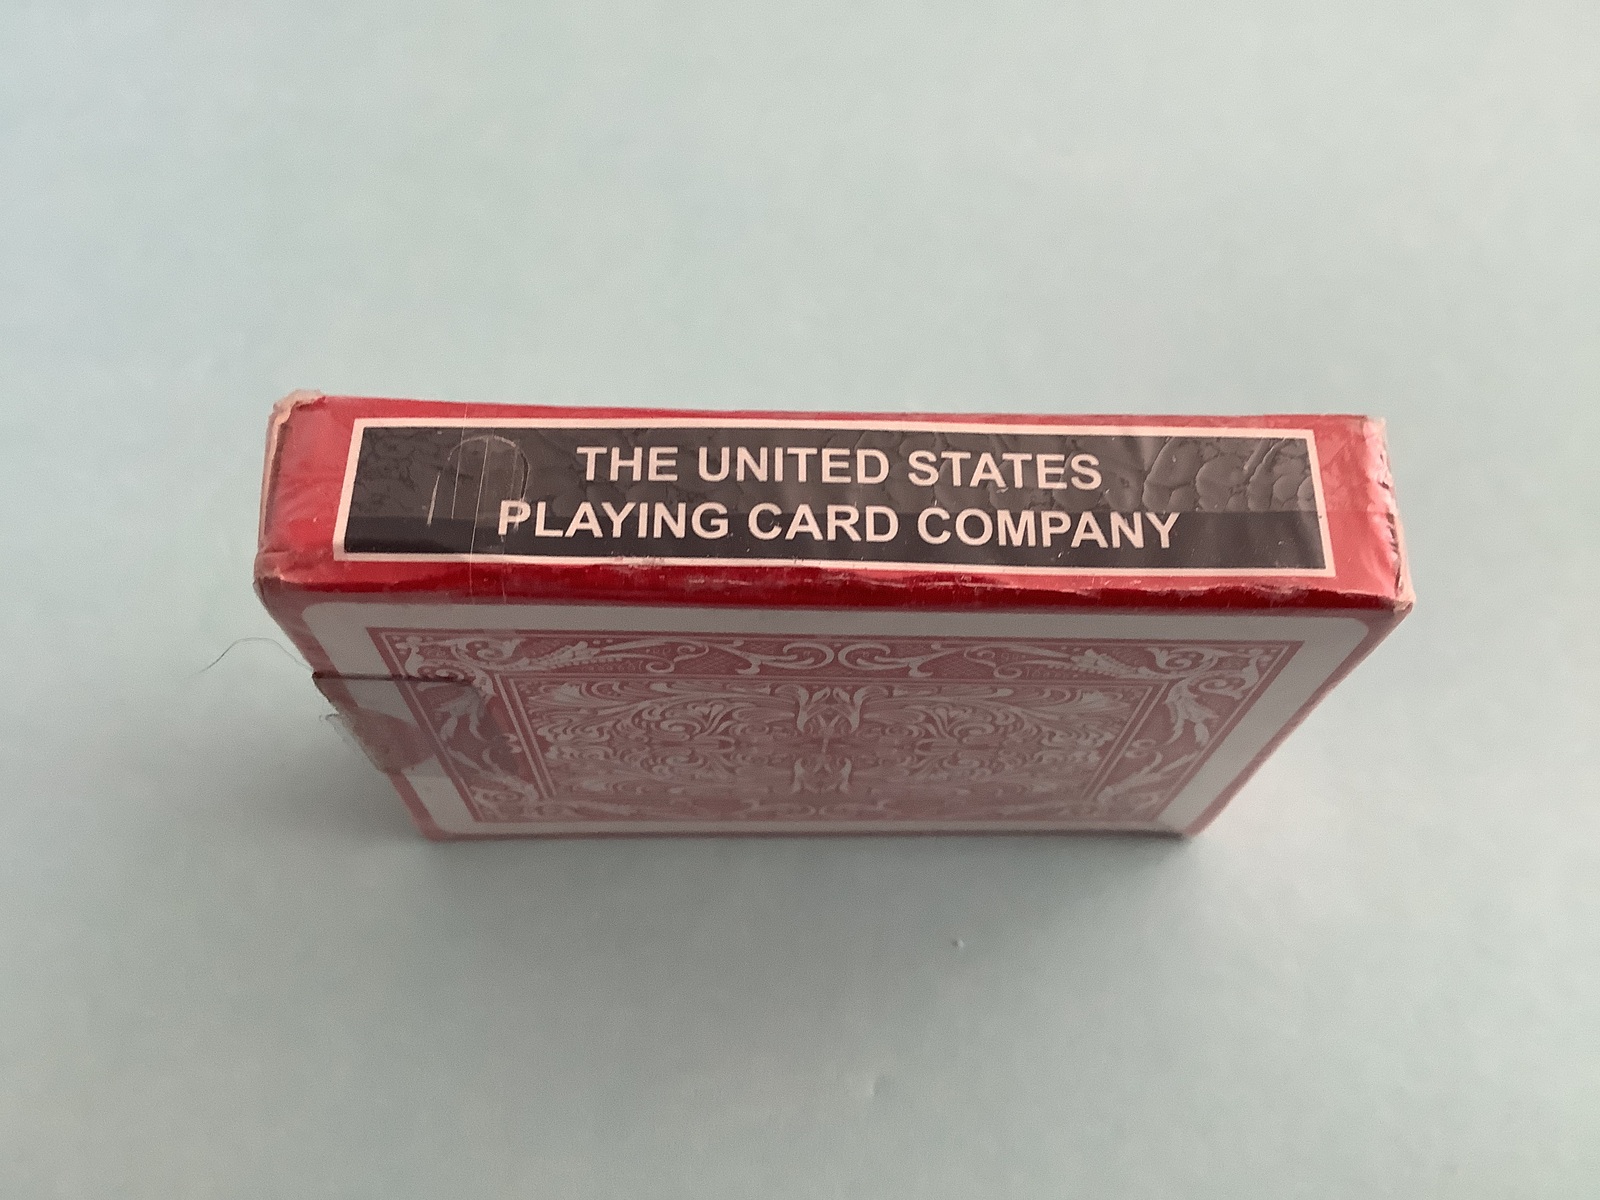 THE UNITED STATES
PLAYING CARD COMPANY